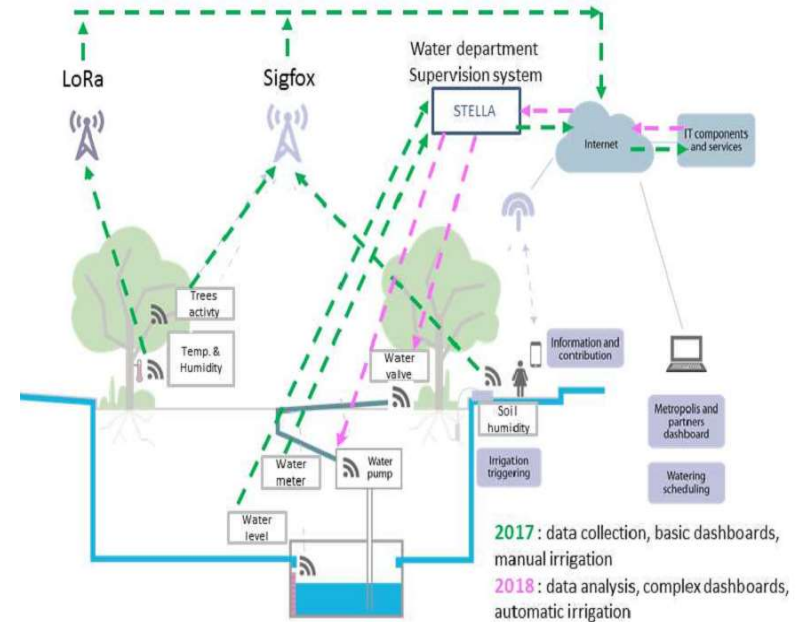 Water department
Supervision system
LoRa
Sigfox
STELLA
Internet
IT components
and services
Trees
activty
Temp. &
Humidity
Water
valve
Information and
contribution
Soil
humidity
Metropolis and
partners
dashboard
Water
meter
Water
pump
Irrigation
triggering
Watering
scheduling
Water
level
2017 : data collection, basic dashboards,
manual irrigation
2018 : data analysis, complex dashboards,
automatic irrigation